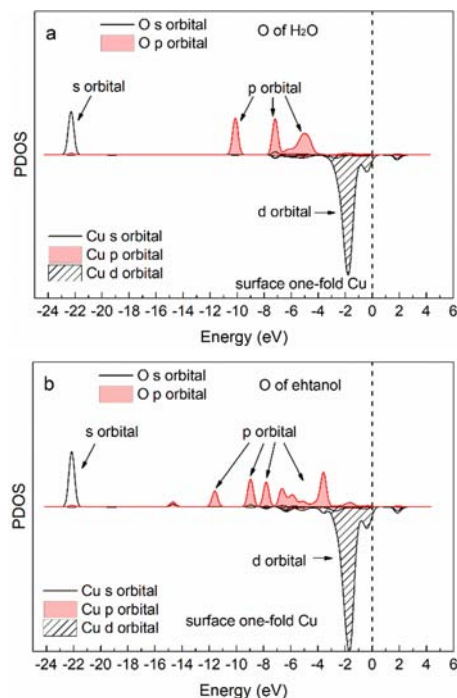 a
O s orbital
O p orbital
O of H2O
s orbital
p orbital
PDOS
d orbital
Cu s orbital
Cu p orbital
Cu d orbital
surface one-fold Cu
-24 -22 -20 -18 -16 -14 -12 -10 -8 -6 -4 -2 0 2 4 6
Energy (eV)
b
O s orbital
O p orbital
O of ehtanol
s orbital
p orbital
PDOS
d orbital
Cu s orbital
Cu p orbital
Cu d orbital
surface one-fold Cu
-24 -22 -20 -18 -16 -14 -12 -10 -8 -6 -4 -2 0 2 4 6
Energy (eV)